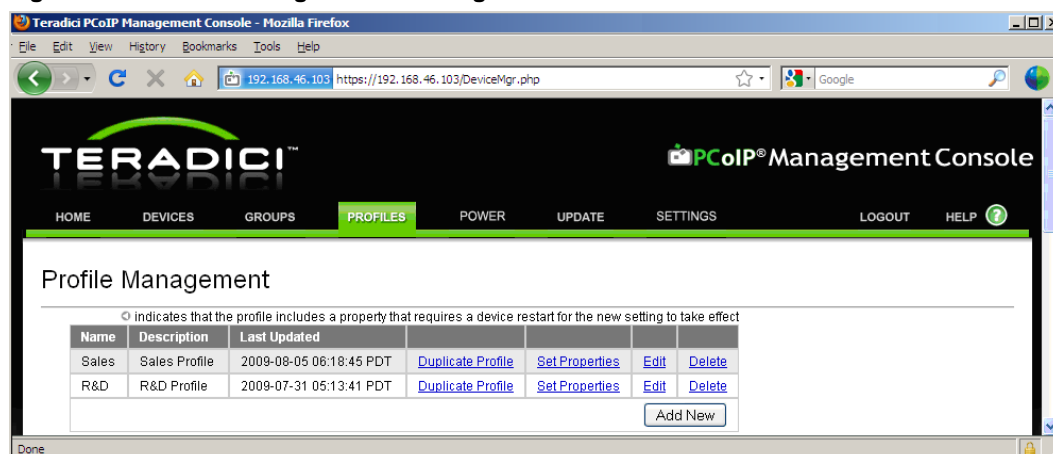 Teradici PCoIP Management Console - Mozilla Firefox
File Edit View History Bookmarks Tools Help
192.168.46.103 https://192.168.46.103/DeviceMgr.php Google
TERADICI™
PCoIP® Management Console
HOME DEVICES GROUPS PROFILES POWER UPDATE SETTINGS LOGOUT HELP ?
Profile Management
indicates that the profile includes a property that requires a device restart for the new setting to take effect
Name Description Last Updated
Sales Sales Profile 2009-08-05 06:18:45 PDT Duplicate Profile Set Properties Edit Delete
R&D R&D Profile 2009-07-31 05:13:41 PDT Duplicate Profile Set Properties Edit Delete
Add New
Done